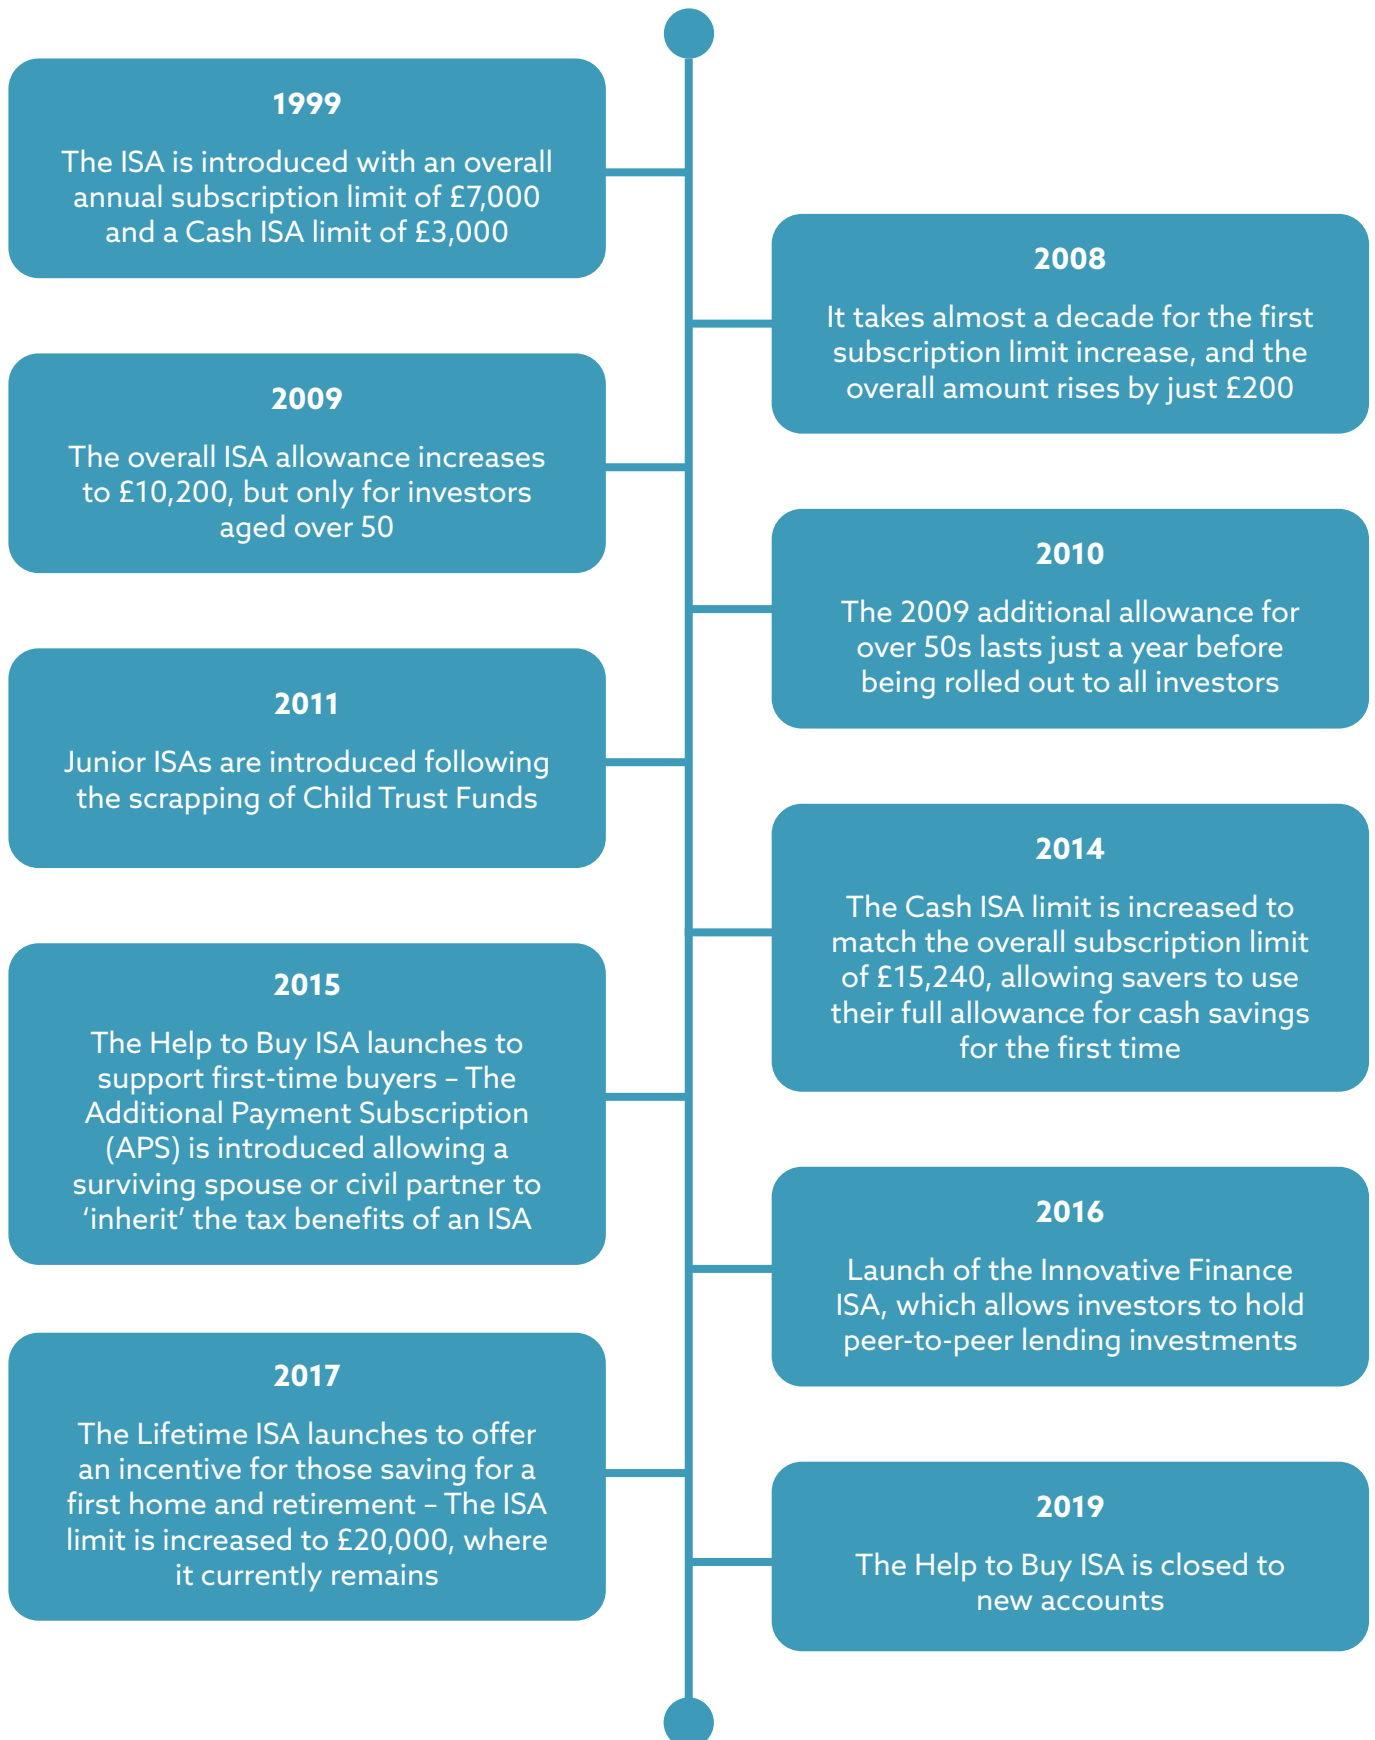 1999
The ISA is introduced with an overall
annual subscription limit of £7,000
and a Cash ISA limit of £3,000
2008
It takes almost a decade for the first
subscription limit increase, and the
overall amount rises by just £200
2009
The overall ISA allowance increases
to £10,200, but only for investors
aged over 50
2010
The 2009 additional allowance for
over 50s lasts just a year before
being rolled out to all investors
2011
Junior ISAs are introduced following
the scrapping of Child Trust Funds
2014
The Cash ISA limit is increased to
match the overall subscription limit
of £15,240, allowing savers to use
their full allowance for cash savings
for the first time
2015
The Help to Buy ISA launches to
support first-time buyers – The
Additional Payment Subscription
(APS) is introduced allowing a
surviving spouse or civil partner to
‘inherit’ the tax benefits of an ISA
2016
Launch of the Innovative Finance
ISA, which allows investors to hold
peer-to-peer lending investments
2017
The Lifetime ISA launches to offer
an incentive for those saving for a
first home and retirement – The ISA
limit is increased to £20,000, where
it currently remains
2019
The Help to Buy ISA is closed to
new accounts